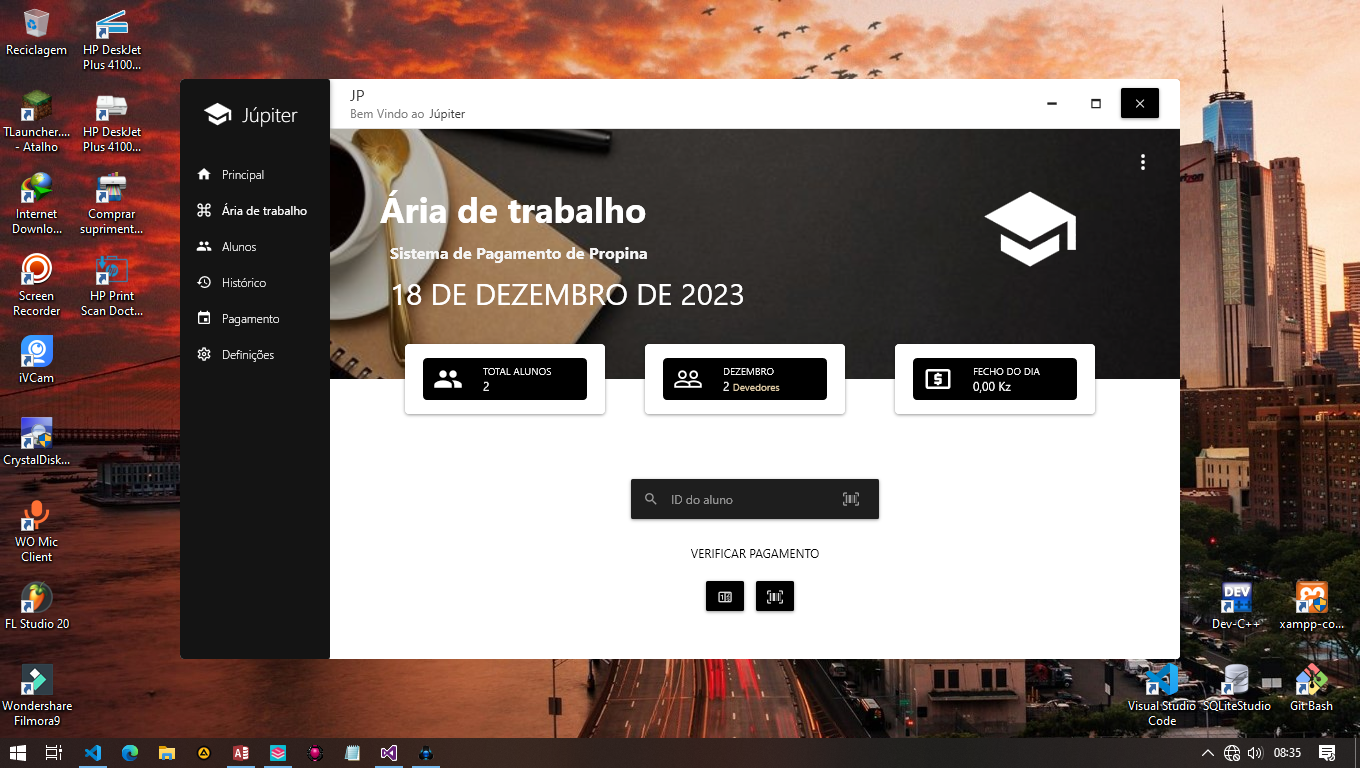 Reciclagem
HP DeskJet
Plus 4100...
TLauncher....
- Atalho
HP DeskJet
Plus 4100...
Internet
Downlo...
Comprar
supriment...
Screen
Recorder
HP Print
Scan Doct...
iVCam
CrystalDisk...
WO Mic
Client
FL Studio 20
Wondershare
Filmora9
Júpiter
Principal
Ária de trabalho
Alunos
Histórico
Pagamento
Definições
JP
Bem Vindo ao Júpiter
Ária de trabalho
Sistema de Pagamento de Propina
18 DE DEZEMBRO DE 2023
TOTAL ALUNOS
2
DEZEMBRO
2 Devedores
FECHO DO DIA
0,00 Kz
ID do aluno
VERIFICAR PAGAMENTO
verizon
DEV
Dev-C++
xampp-co...
Visual Studio
Code
SQLiteStudio
Git Bash
08:35